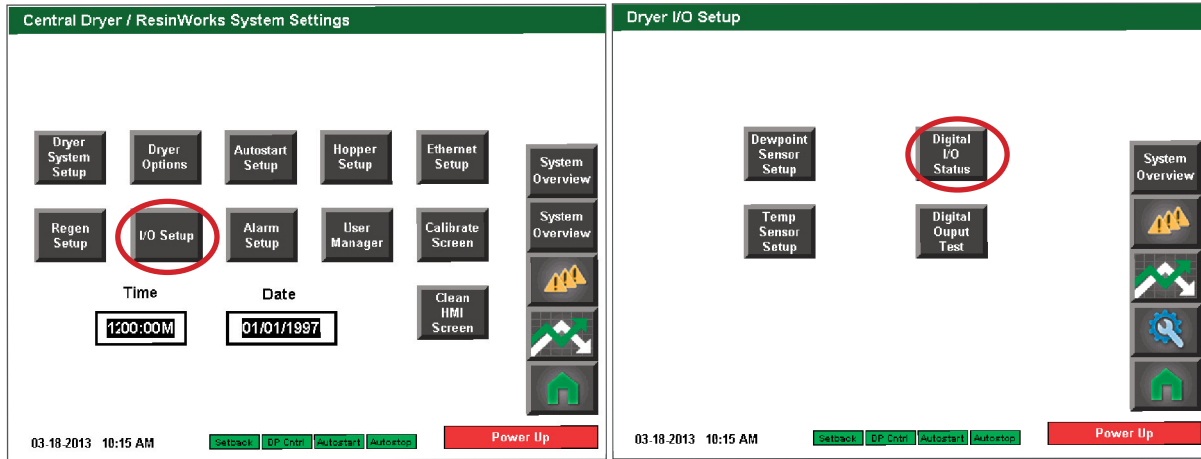 Central Dryer / ResinWorks System Settings
Dryer
System
Setup
Dryer
Options
Autostart
Setup
Hopper
Setup
Ethernet
Setup
Regen
Setup
I/O Setup
Alarm
Setup
User
Manager
Calibrate
Screen
Time
Date
1200:00M
01/01/1997
Clean
HMI
Screen
System
Overview
System
Overview
03-18-2013 10:15 AM
Setback
DP Cntrl
Autostart
Autostop
Power Up
Dryer I/O Setup
Dewpoint
Sensor
Setup
Digital
I/O
Status
Temp
Sensor
Setup
Digital
Ouput
Test
System
Overview
03-18-2013 10:15 AM
Setback
DP Cntrl
Autostart
Autostop
Power Up